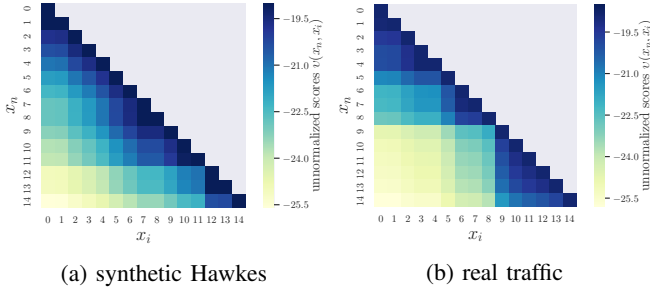 0 1 2 3 4 5 6 7 8 9 10 11 12 13 14
x_n
0 1 2 3 4 5 6 7 8 9 10 11 12 13 14
x_i
−19.5
−21.0
−22.5
−24.0
−25.5
unnormalized scores υ(x_n, x_i)
(a) synthetic Hawkes
0 1 2 3 4 5 6 7 8 9 10 11 12 13 14
x_n
0 1 2 3 4 5 6 7 8 9 10 11 12 13 14
x_i
−19.5
−21.0
−22.5
−24.0
−25.5
unnormalized scores υ(x_n, x_i)
(b) real traffic